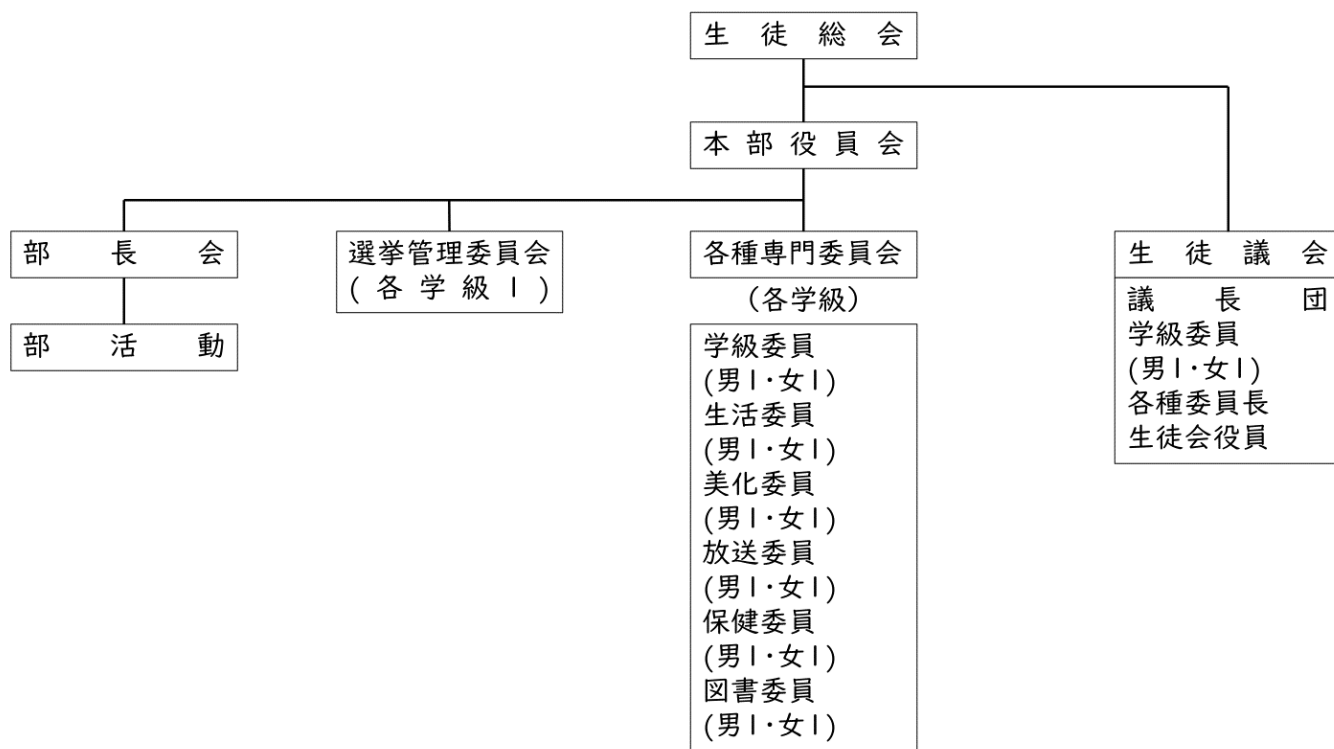 生徒総会
本部役員会
部長会
選挙管理委員会
(各学級1)
各種専門委員会
生徒議会
(各学級)
議長団
学級委員
(男1・女1)
各種委員長
生徒会役員
部活動
学級委員
(男1・女1)
生活委員
(男1・女1)
美化委員
(男1・女1)
放送委員
(男1・女1)
保健委員
(男1・女1)
図書委員
(男1・女1)